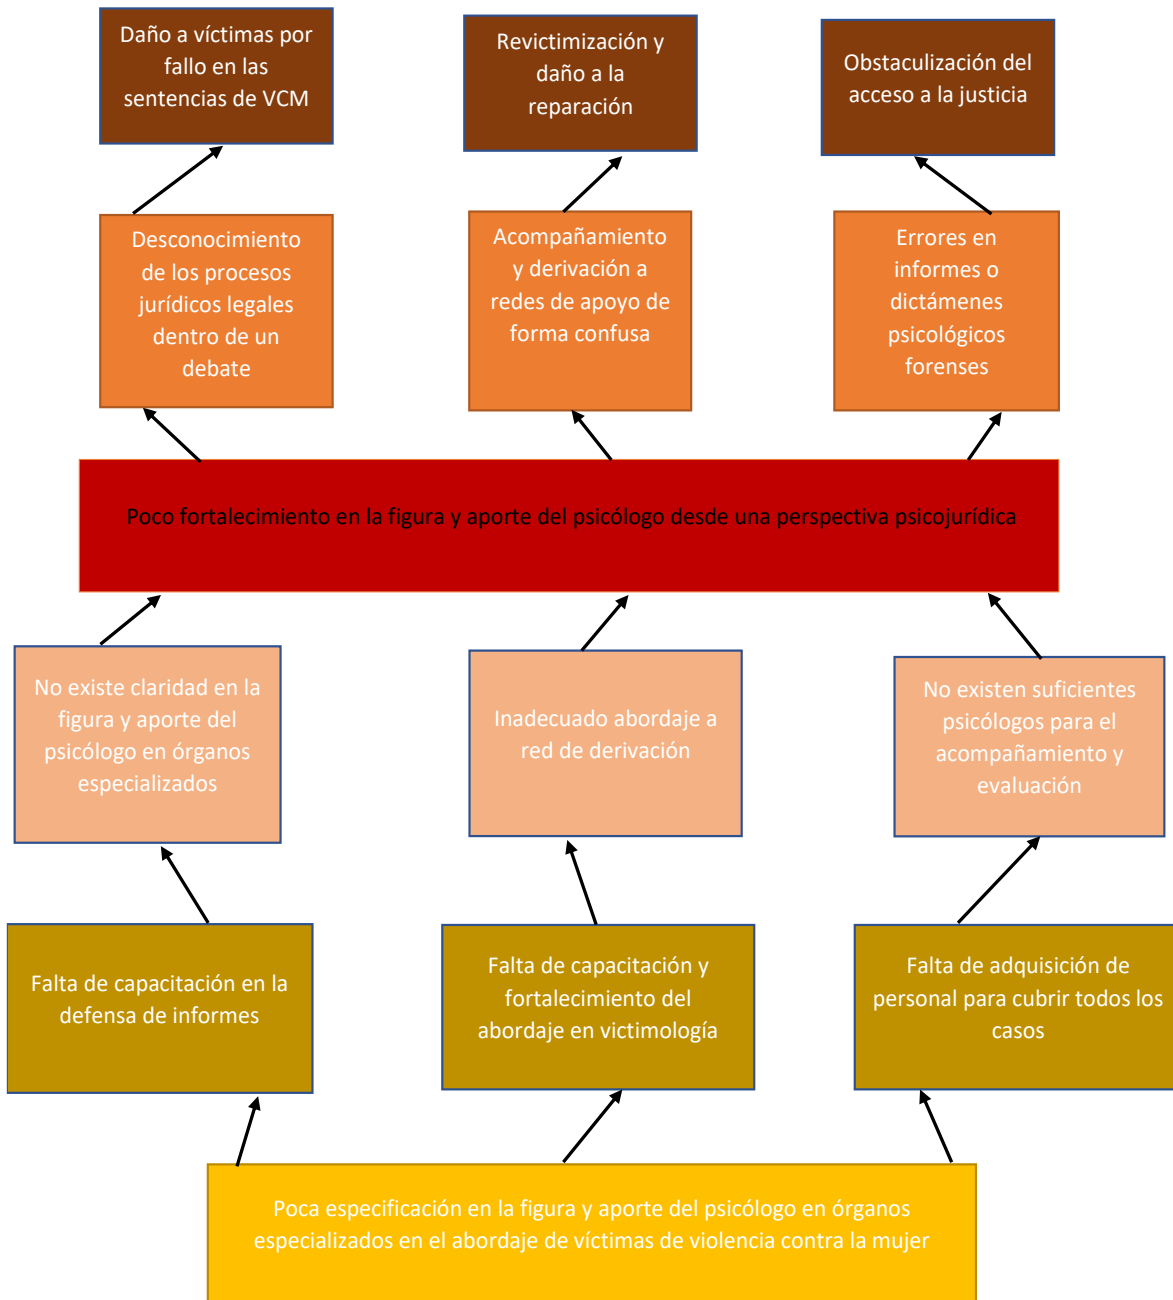 Daño a víctimas por
fallo en las
sentencias de VCM
Revictimización y
daño a la
reparación
Obstaculización del
acceso a la justicia
Desconocimiento
de los procesos
jurídicos legales
dentro de un
debate
Acompañamiento
y derivación a
redes de apoyo de
forma confusa
Errores en
informes o
dictámenes
psicológicos
forenses
Poco fortalecimiento en la figura y aporte del psicólogo desde una perspectiva psicojurídica
No existe claridad en la
figura y aporte del
psicólogo en órganos
especializados
Inadecuado abordaje a
red de derivación
No existen suficientes
psicólogos para el
acompañamiento y
evaluación
Falta de capacitación en la
defensa de informes
Falta de capacitación y
fortalecimiento del
abordaje en victimología
Falta de adquisición de
personal para cubrir todos los
casos
Poca especificación en la figura y aporte del psicólogo en órganos
especializados en el abordaje de víctimas de violencia contra la mujer